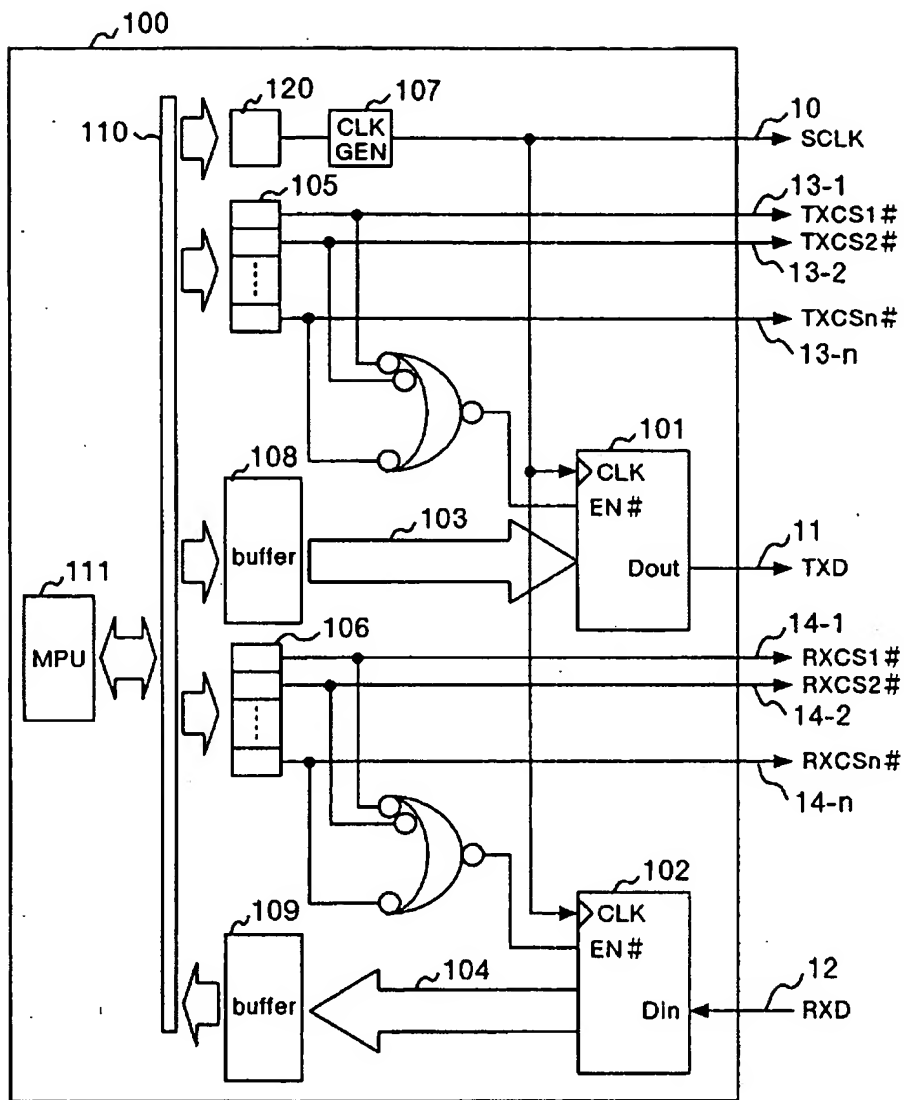 100
120
107
110
CLK
GEN
10
SCLK
105
13-1
TXCS1#
TXCS2#
13-2
TXCSn#
13-n
101
CLK
EN#
108
103
buffer
Dout
11
TXD
111
MPU
106
14-1
RXCS1#
RXCS2#
14-2
RXCSn#
14-n
102
CLK
EN#
109
104
buffer
Din
12
RXD